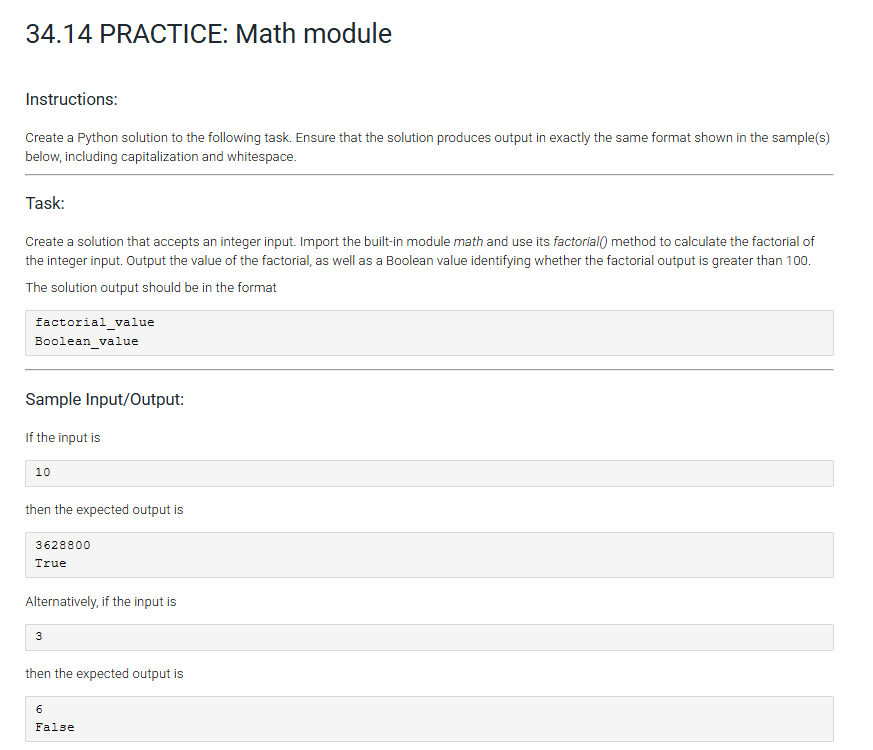 34.14 PRACTICE: Math module
Instructions:
Create a Python solution to the following task. Ensure that the solution produces output in exactly the same format shown in the sample(s)
below, including capitalization and whitespace.
Task:
Create a solution that accepts an integer input. Import the built-in module math and use its factorial() method to calculate the factorial of
the integer input. Output the value of the factorial, as well as a Boolean value identifying whether the factorial output is greater than 100.
The solution output should be in the format
factorial_value
Boolean_value
Sample Input/Output:
If the input is
10
then the expected output is
3628800
True
Alternatively, if the input is
3
then the expected output is
6
False